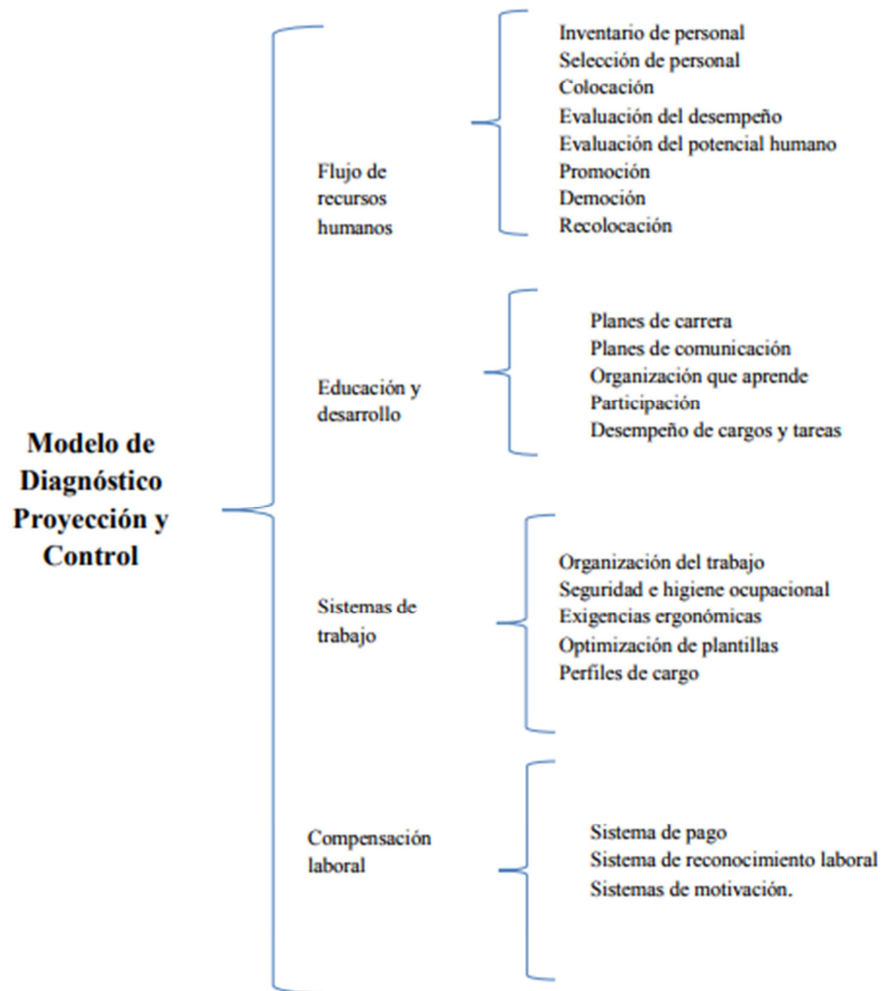 Modelo de
Diagnóstico
Proyección y
Control
Flujo de
recursos
humanos
Inventario de personal
Selección de personal
Colocación
Evaluación del desempeño
Evaluación del potencial humano
Promoción
Democión
Recolocación
Educación y
desarrollo
Planes de carrera
Planes de comunicación
Organización que aprende
Participación
Desempeño de cargos y tareas
Sistemas de
trabajo
Organización del trabajo
Seguridad e higiene ocupacional
Exigencias ergonómicas
Optimización de plantillas
Perfiles de cargo
Compensación
laboral
Sistema de pago
Sistema de reconocimiento laboral
Sistemas de motivación.